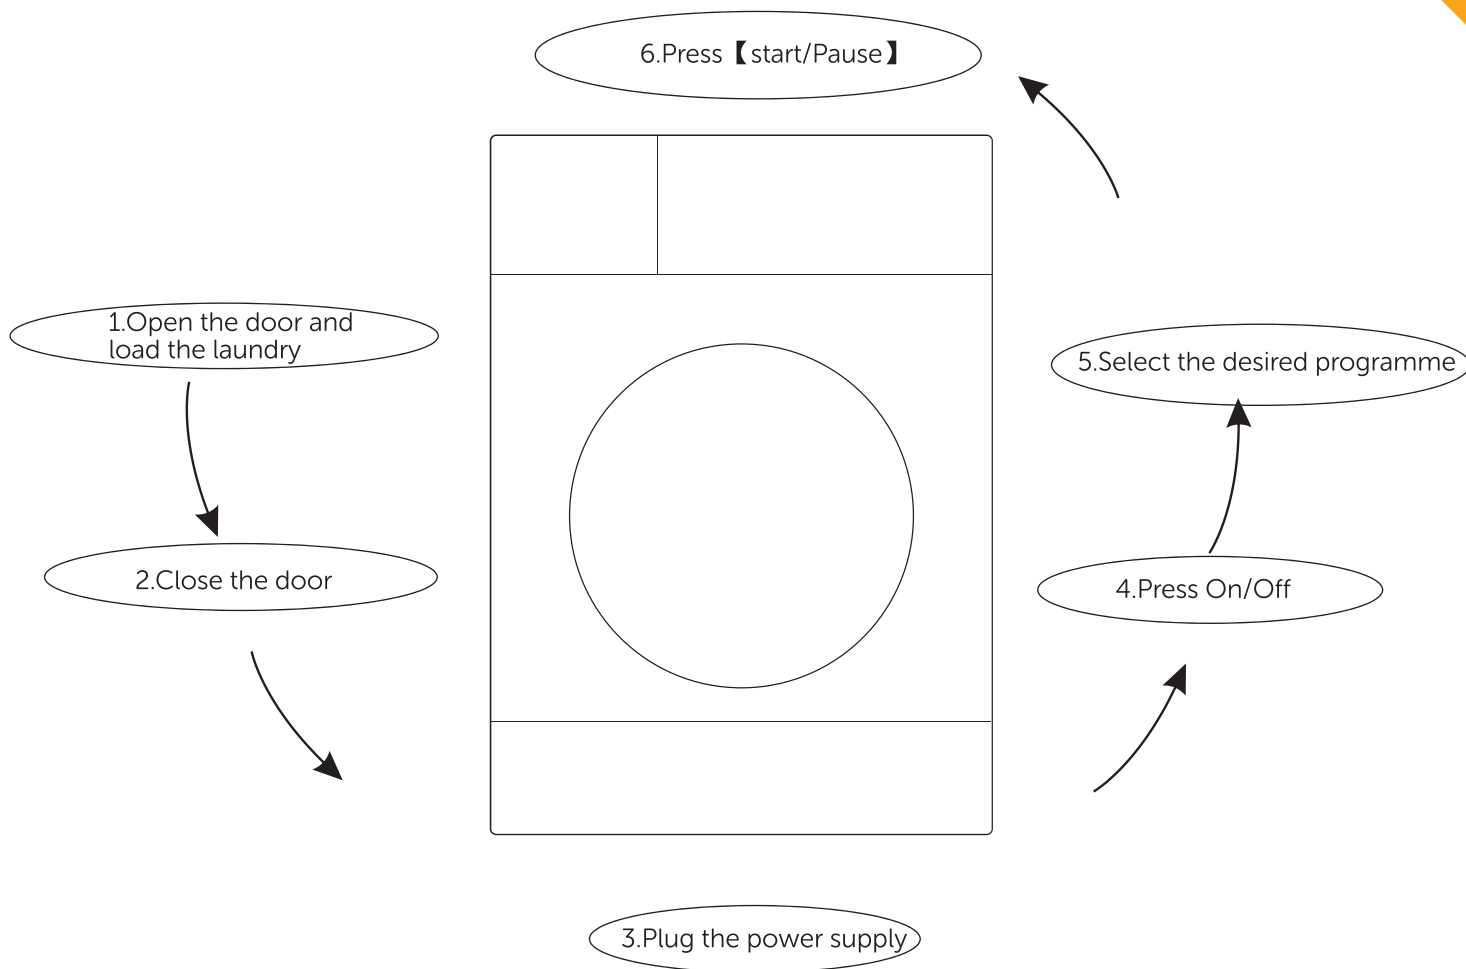 6.Press【start/Pause】
1.Open the door and
load the laundry
5.Select the desired programme
2.Close the door
4.Press On/Off
3.Plug the power supply